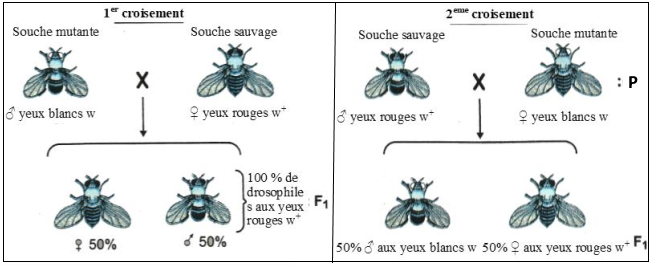 1er croisement
Souche mutante Souche sauvage
X
♂ yeux blancs w ♀ yeux rouges w+
100 % de
drosophile
s aux yeux
rouges w+
F1
♀ 50% ♂ 50%
2eme croisement
Souche sauvage Souche mutante
X : P
♂ yeux rouges w+ ♀ yeux blancs w
50% ♂ aux yeux blancs w 50% ♀ aux yeux rouges w+ F1